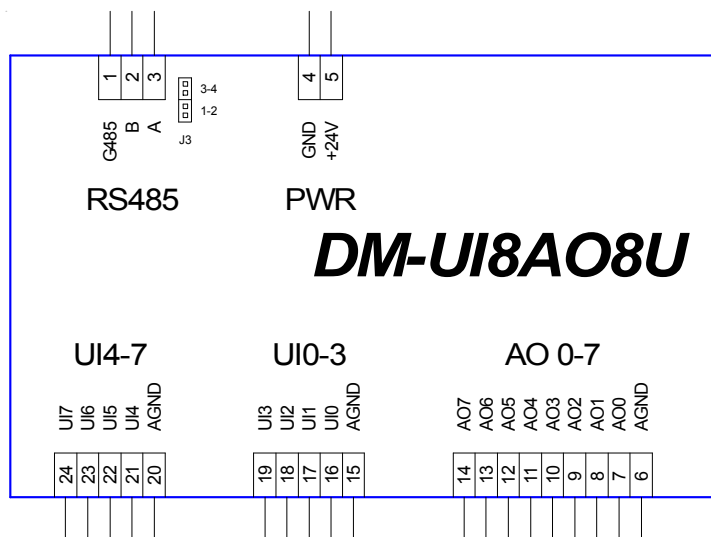 1 2 3
4 5
3-4
1-2
J3
G485 B A
GND +24V
RS485
PWR
DM-UI8AO8U
UI4-7
UI0-3
AO 0-7
UI7 UI6 UI5 UI4 AGND
UI3 UI2 UI1 UI0 AGND
AO7 AO6 AO5 AO4 AO3 AO2 AO1 AO0 AGND
24 23 22 21 20
19 18 17 16 15
14 13 12 11 10 9 8 7 6